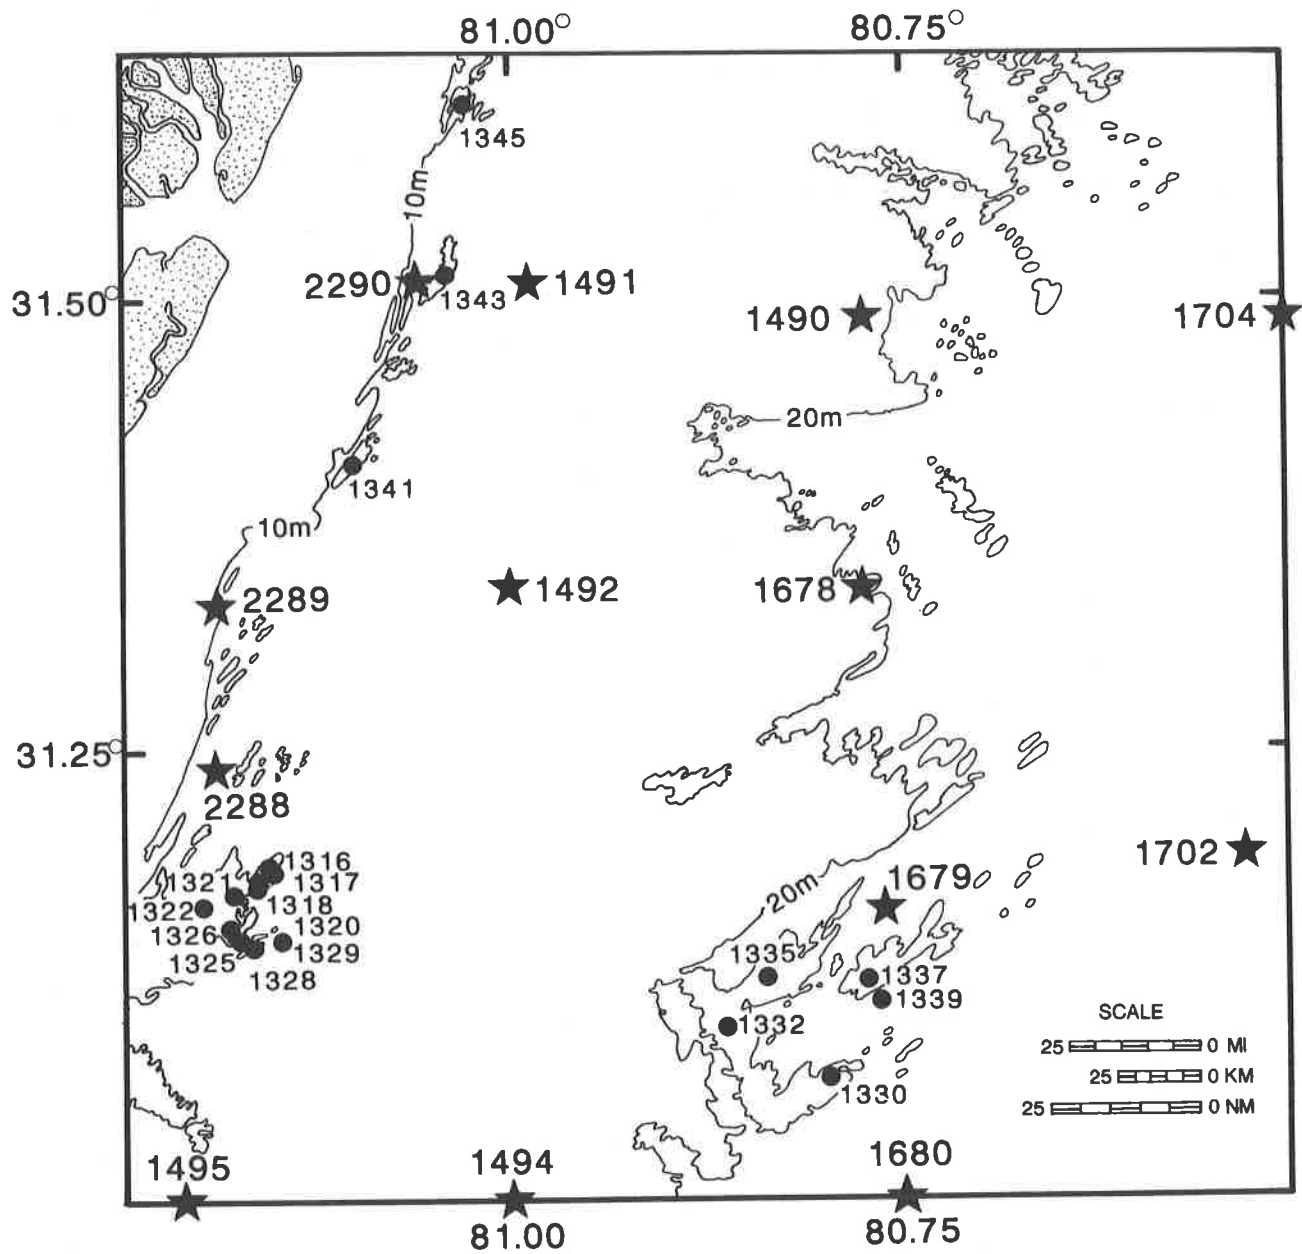 81.00° 80.75°
1345
10m
2290 1343 1491
31.50° 1490 1704
20m
1341
10m
2289 1492 1678
31.25°
2288
1316
1321 1317 1702
1322 1318 1679
20m
1326 1320
1325 1329 1335 1337
1328 1339
1332 SCALE
25 0 MI
25 0 KM
1330 25 0 NM
1495 1494 1680
81.00 80.75